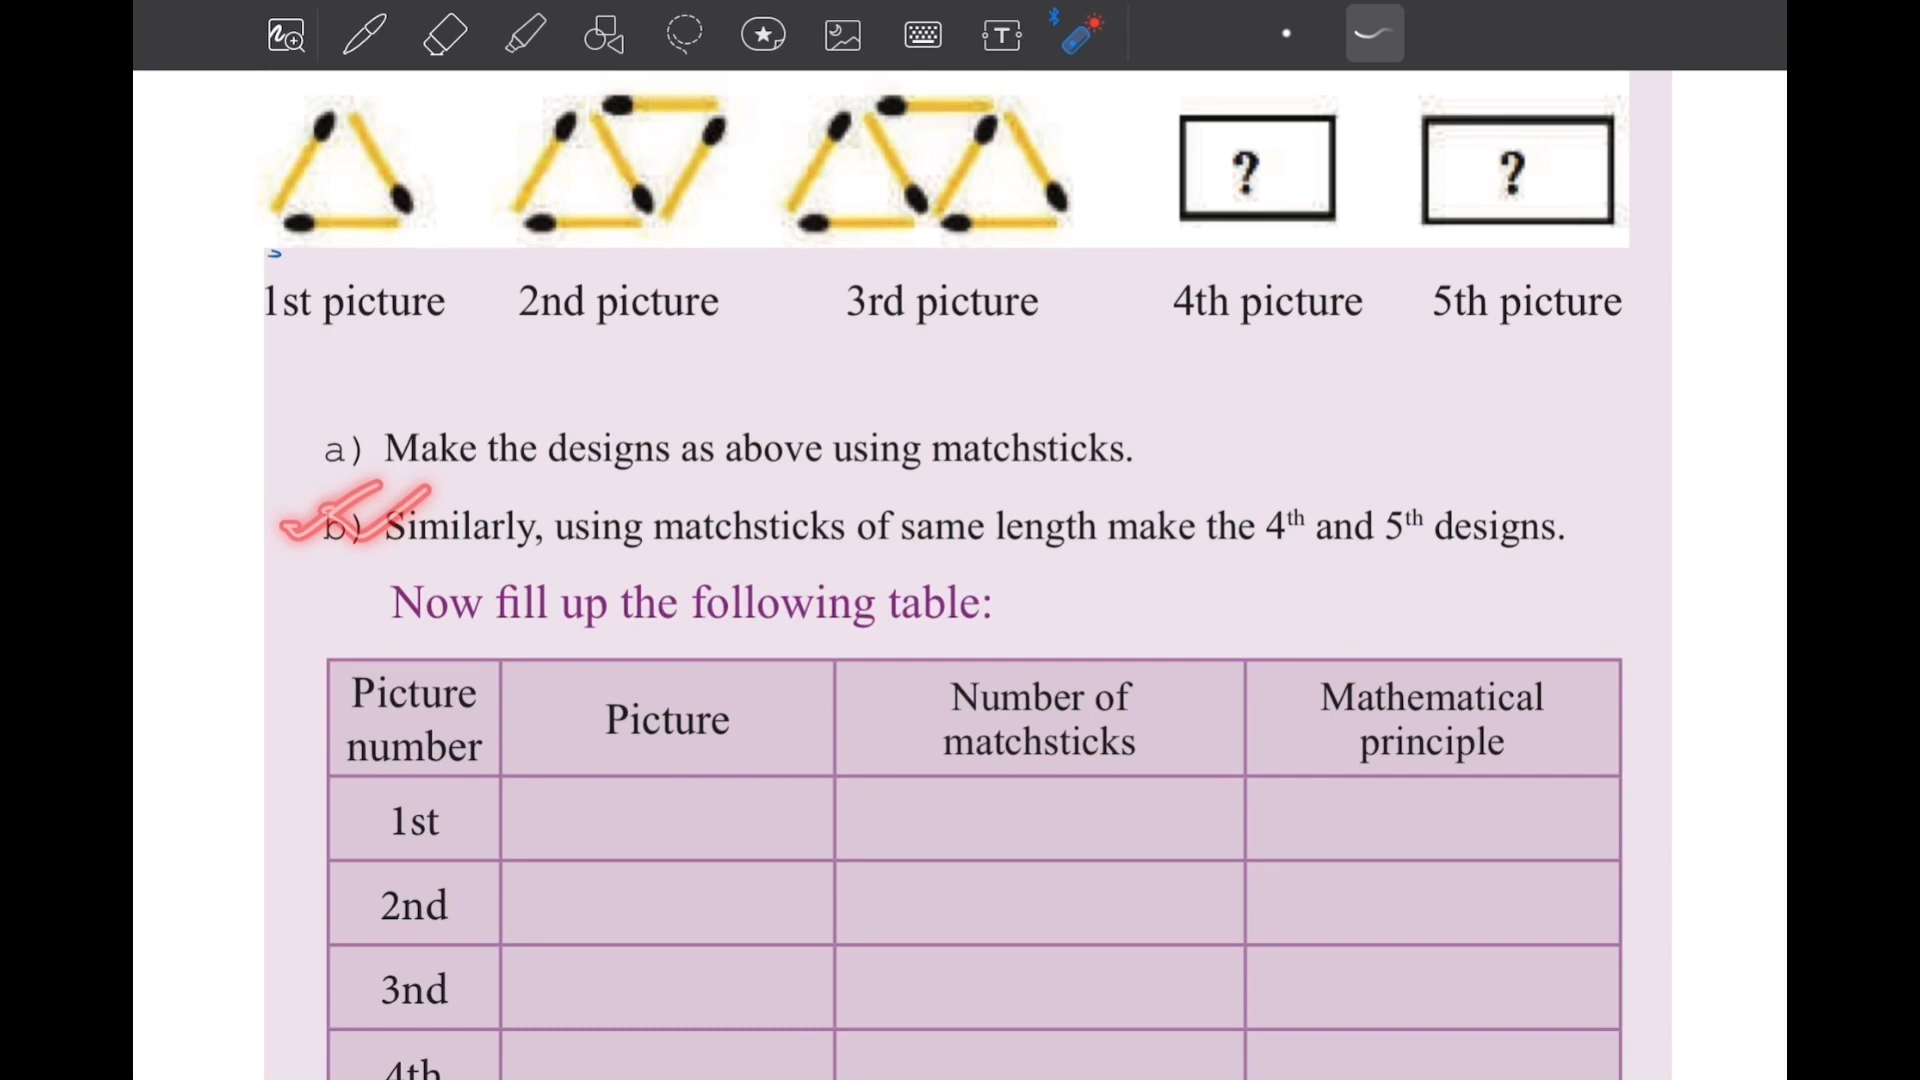 T
? ?
1st picture 2nd picture 3rd picture 4th picture 5th picture
a) Make the designs as above using matchsticks.
b) Similarly, using matchsticks of same length make the 4th and 5th designs.
Now fill up the following table:
Picture number Picture Number of matchsticks Mathematical principle
1st
2nd
3nd
4th